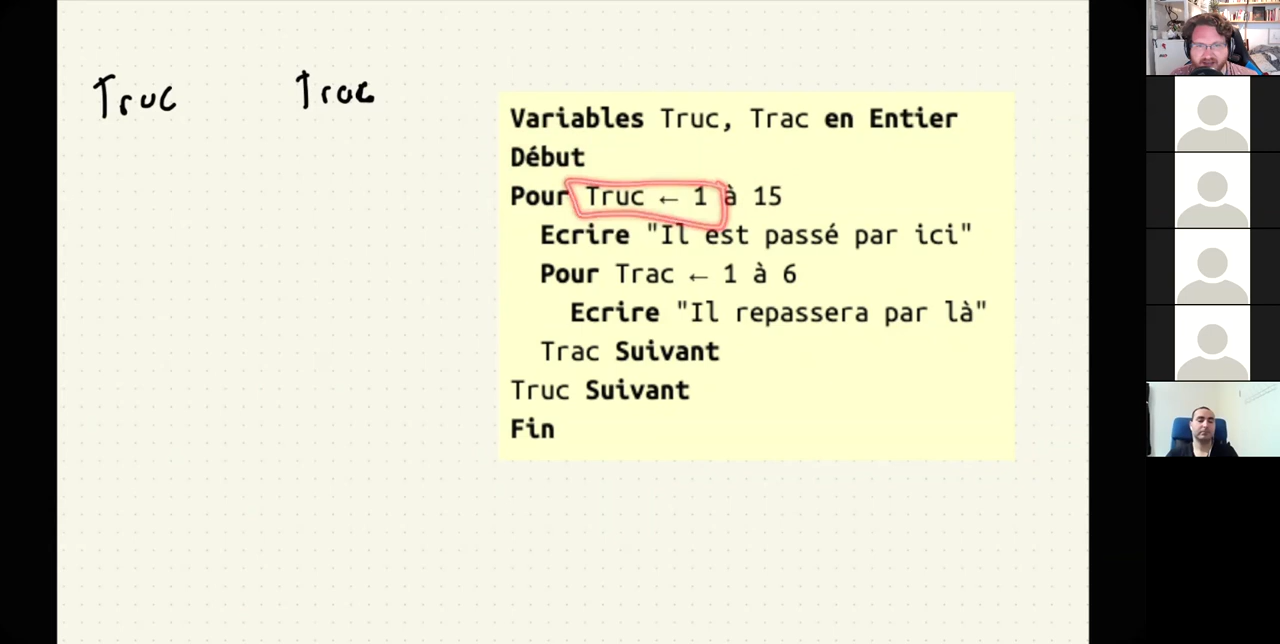 Truc Trac
Variables Truc, Trac en Entier
Début
Pour Truc ← 1 à 15
Ecrire "Il est passé par ici"
Pour Trac ← 1 à 6
Ecrire "Il repassera par là"
Trac Suivant
Truc Suivant
Fin